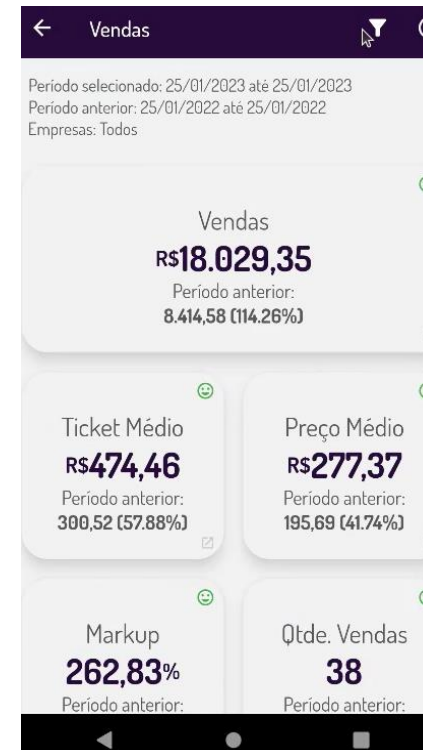 Vendas
Período selecionado: 25/01/2023 até 25/01/2023
Período anterior: 25/01/2022 até 25/01/2022
Empresas: Todos
Vendas
R$18.029,35
Período anterior:
8.414,58 (114.26%)
Ticket Médio
R$474,46
Período anterior:
300,52 (57.88%)
Preço Médio
R$277,37
Período anterior:
195,69 (41.74%)
Markup
262,83%
Período anterior:
Qtde. Vendas
38
Período anterior: